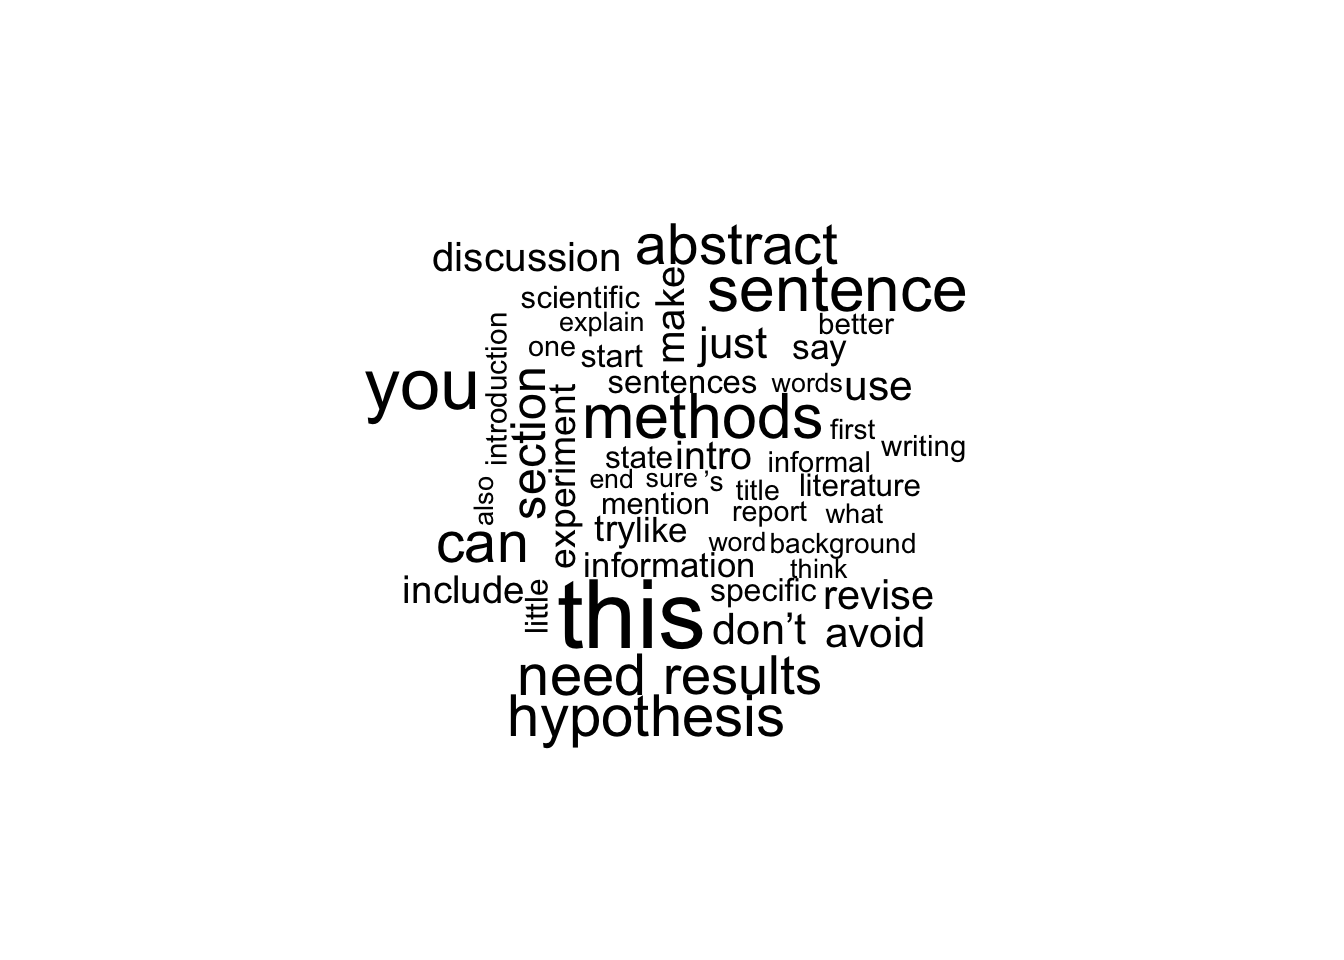 abstract
discussion
sentence
make
scientific
explain
better
one
start
just
say
introduction
you
section
sentences
words
use
experiment
methods
first
writing
state
intro
informal
also
end
sure
’s
title
literature
mention
report
what
can
try
like
word
background
information
think
include
little
this
specific
revise
don’t
avoid
need
results
hypothesis